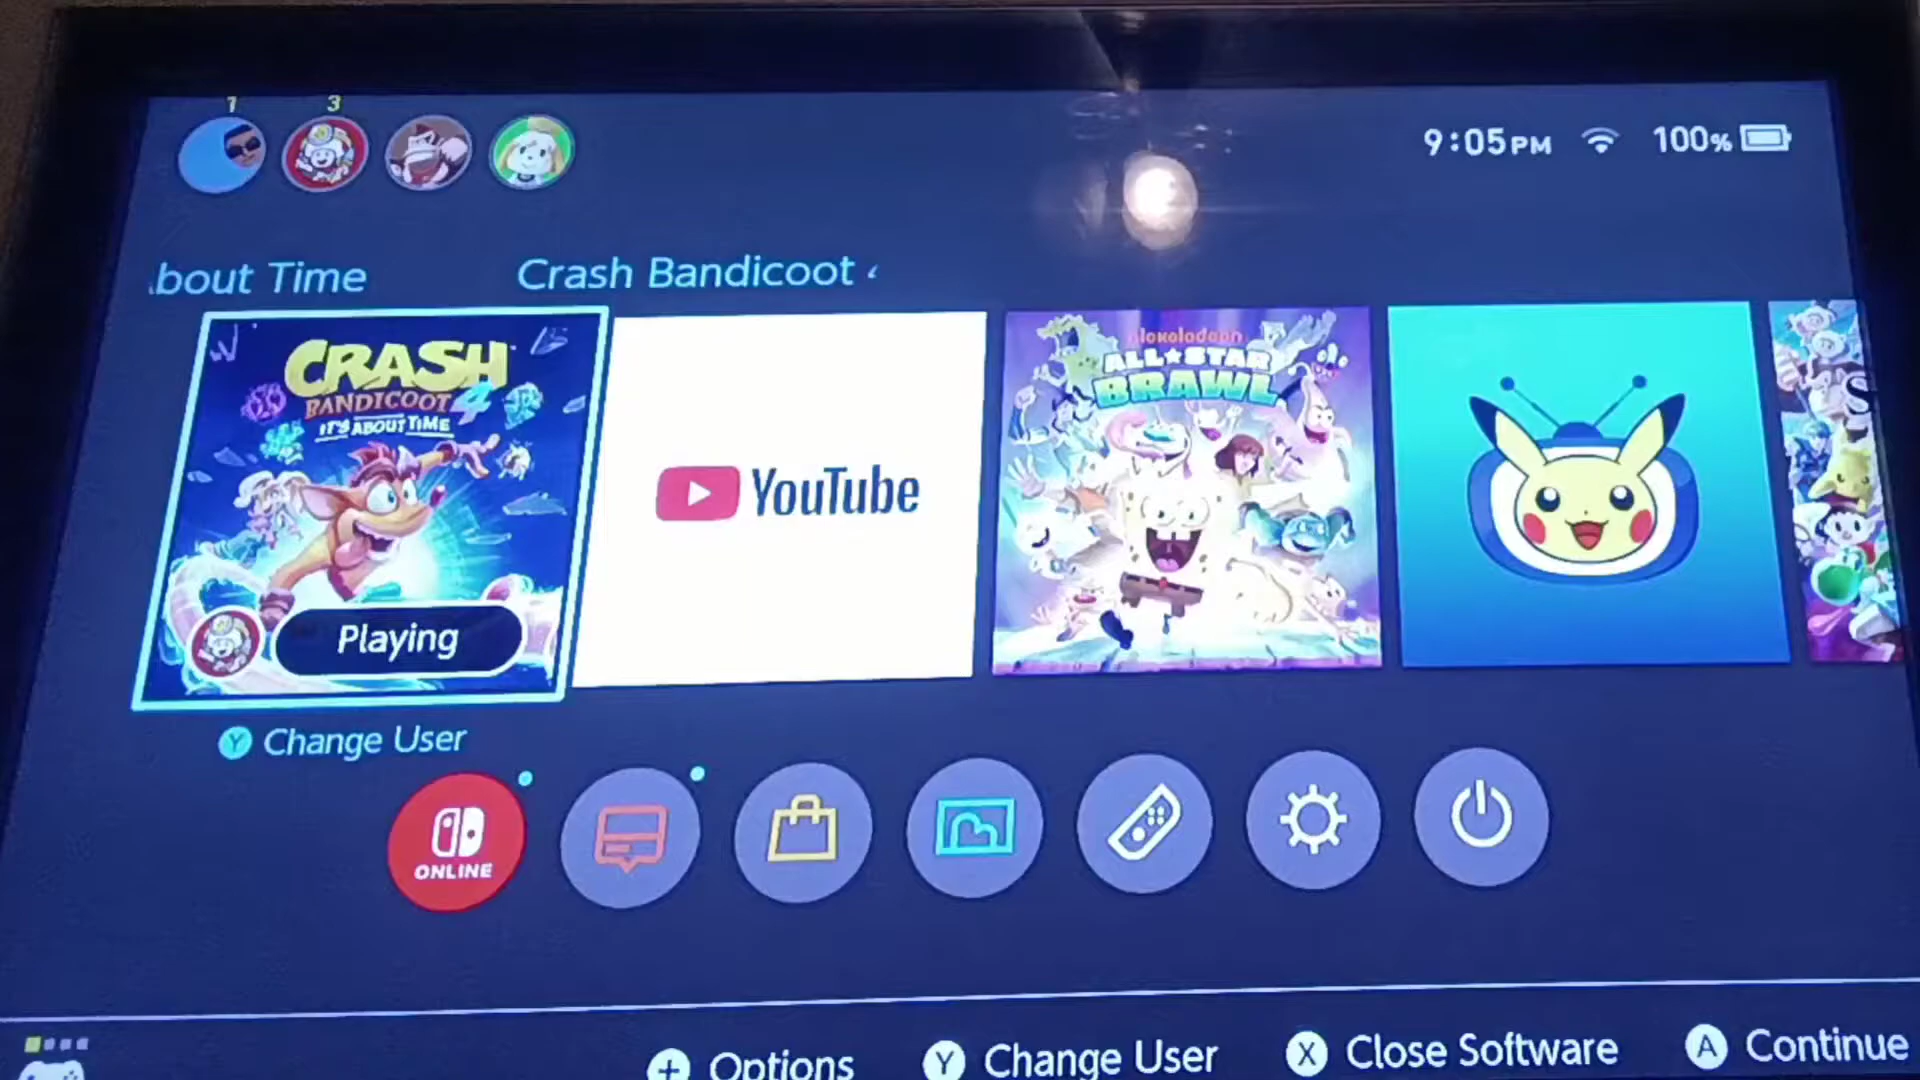 1
3
9:05PM
100%
bout Time
Crash Bandicoot
CRASH
BANDICOOT 4
IT'S ABOUT TIME
YouTube
nickelodeon
ALL★STAR
BRAWL
S
Playing
Y Change User
ONLINE
+ Options
Y Change User
X Close Software
A Continue